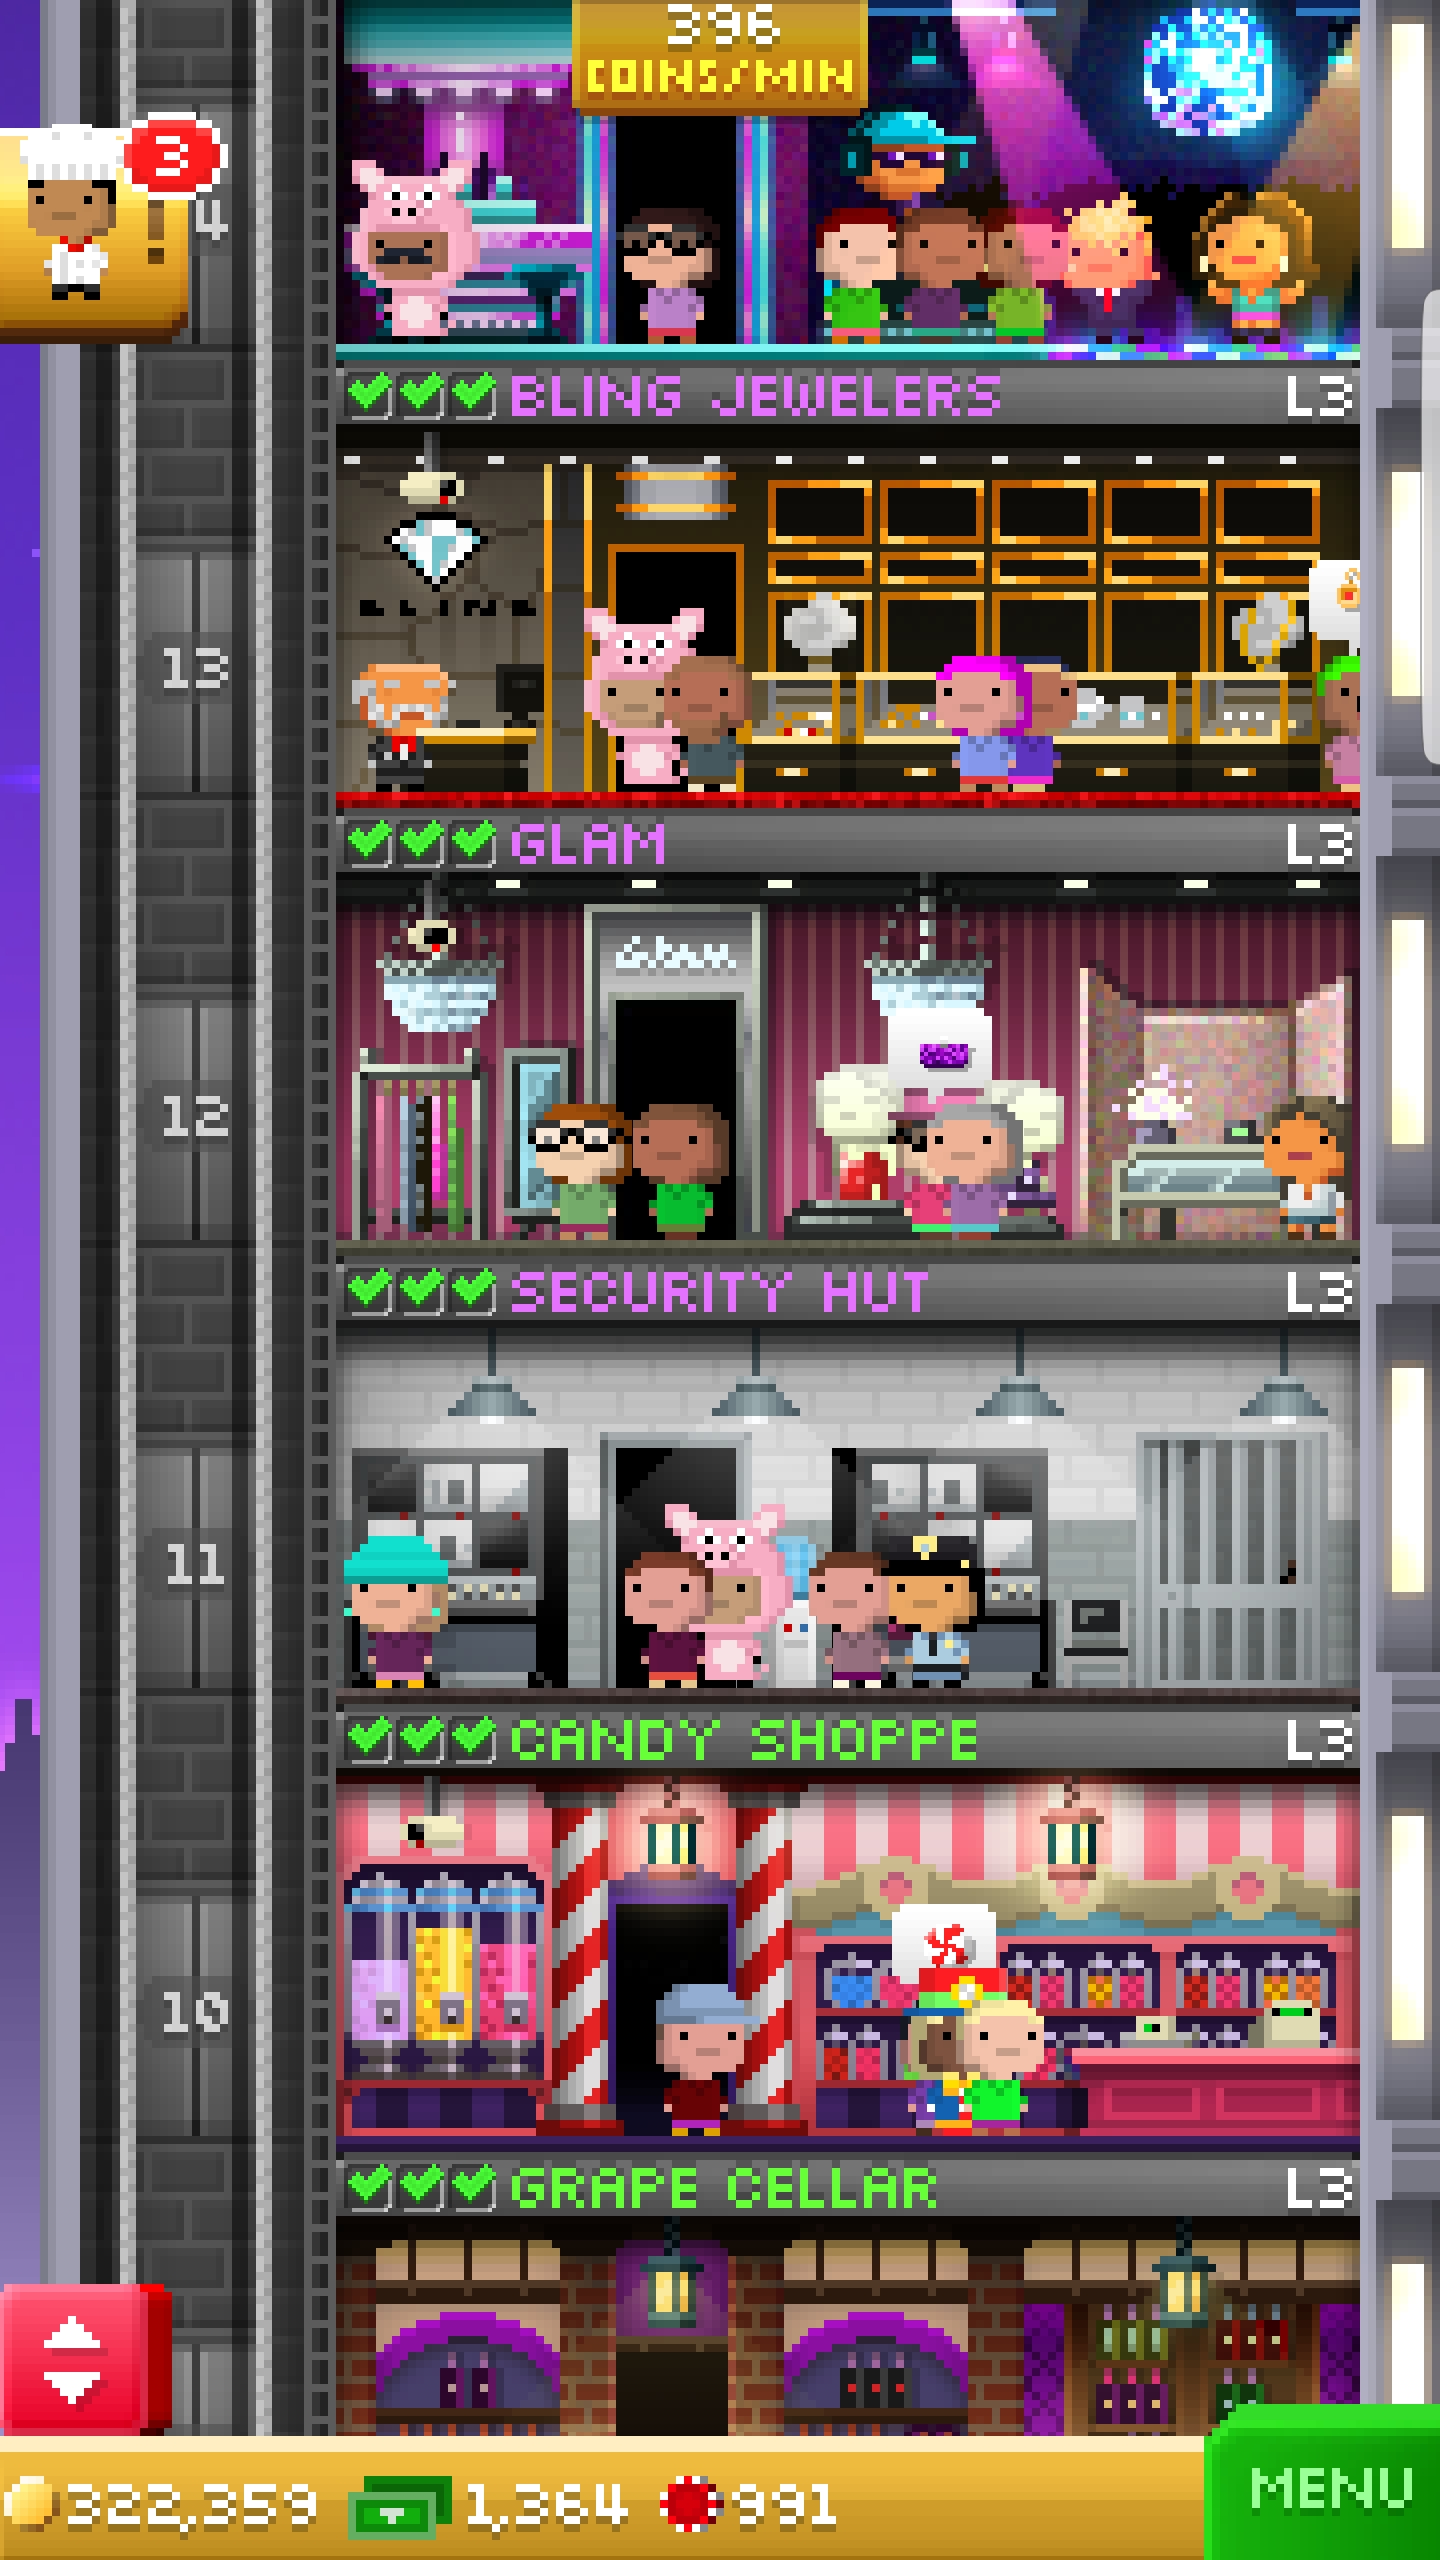 396
COINS/MIN
3
4
BLING JEWELERS L3
BLING
13
GLAM L3
Glam
12
SECURITY HUT L3
11
CANDY SHOPPE L3
10
GRAPE CELLAR L3
322,359 1,364 991
MENU